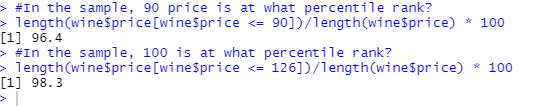 > #In the sample, 90 price is at what percentile rank?
> length(wine$price[wine$price <= 90])/length(wine$price) * 100
[1] 96.4
> #In the sample, 100 is at what percentile rank?
> length(wine$price[wine$price <= 126])/length(wine$price) * 100
[1] 98.3
>